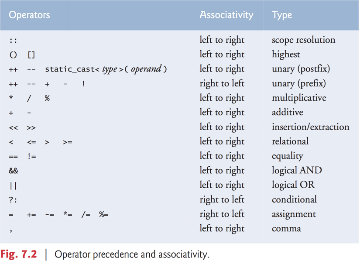 Operators Associativity Type
:: left to right scope resolution
() [] left to right highest
++ -- static_cast< type >( operand ) left to right unary (postfix)
++ -- + - ! right to left unary (prefix)
* / % left to right multiplicative
+ - left to right additive
<< >> left to right insertion/extraction
< <= > >= left to right relational
== != left to right equality
&& left to right logical AND
|| left to right logical OR
?: right to left conditional
= += -= *= /= %= right to left assignment
, left to right comma
Fig. 7.2 | Operator precedence and associativity.